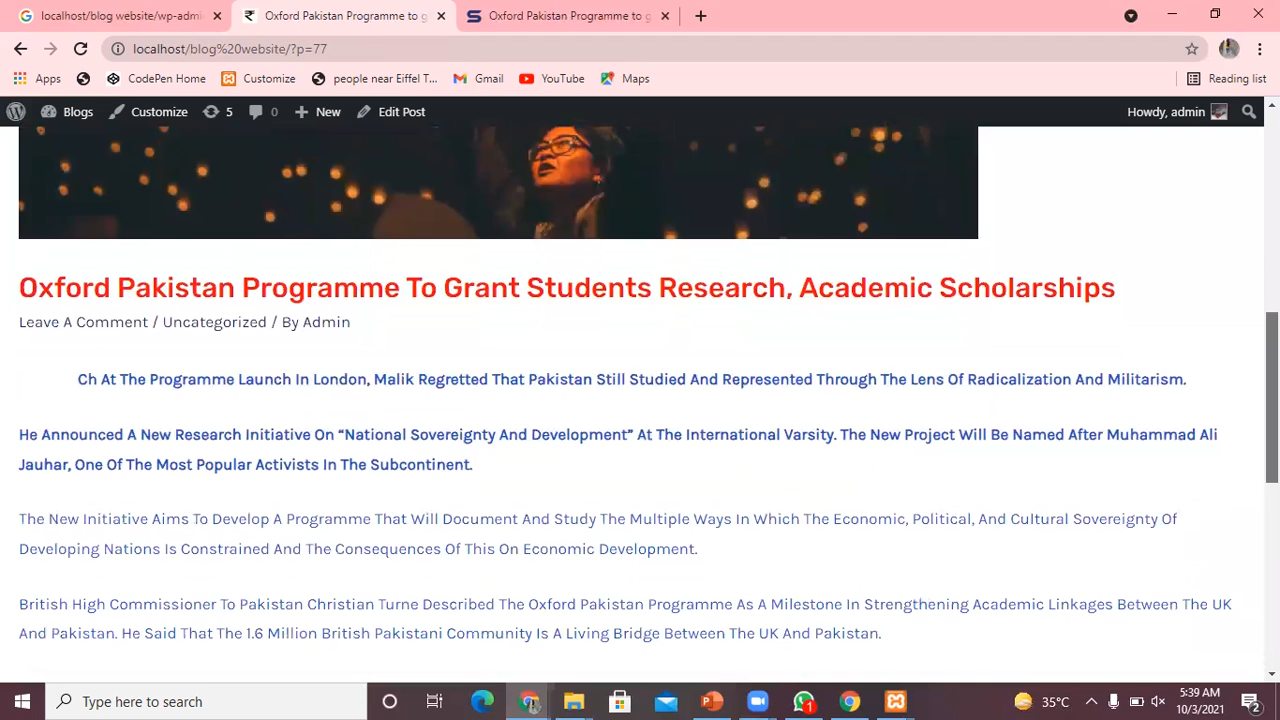 localhost/blog website/wp-admin
Oxford Pakistan Programme to g
Oxford Pakistan Programme to g
localhost/blog%20website/?p=77
Apps
CodePen Home
Customize
people near Eiffel T...
Gmail
YouTube
Maps
Reading list
Blogs
Customize
5
0
New
Edit Post
Howdy, admin
Oxford Pakistan Programme To Grant Students Research, Academic Scholarships
Leave A Comment / Uncategorized / By Admin
Ch At The Programme Launch In London, Malik Regretted That Pakistan Still Studied And Represented Through The Lens Of Radicalization And Militarism.
He Announced A New Research Initiative On “National Sovereignty And Development” At The International Varsity. The New Project Will Be Named After Muhammad Ali
Jauhar, One Of The Most Popular Activists In The Subcontinent.
The New Initiative Aims To Develop A Programme That Will Document And Study The Multiple Ways In Which The Economic, Political, And Cultural Sovereignty Of
Developing Nations Is Constrained And The Consequences Of This On Economic Development.
British High Commissioner To Pakistan Christian Turne Described The Oxford Pakistan Programme As A Milestone In Strengthening Academic Linkages Between The UK
And Pakistan. He Said That The 1.6 Million British Pakistani Community Is A Living Bridge Between The UK And Pakistan.
Type here to search
1
35°C
5:39 AM
10/3/2021
2